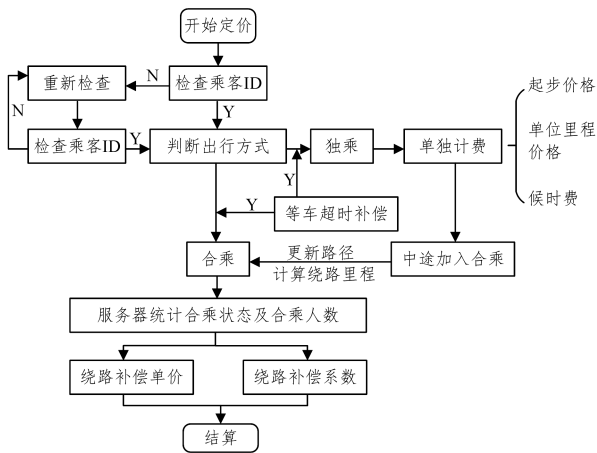 开始定价
重新检查
N
检查乘客ID
起步价格
N
Y
检查乘客ID
Y
判断出行方式
独乘
单独计费
单位里程
价格
Y
Y
等车超时补偿
候时费
合乘
更新路径
计算绕路里程
中途加入合乘
服务器统计合乘状态及合乘人数
绕路补偿单价
绕路补偿系数
结算